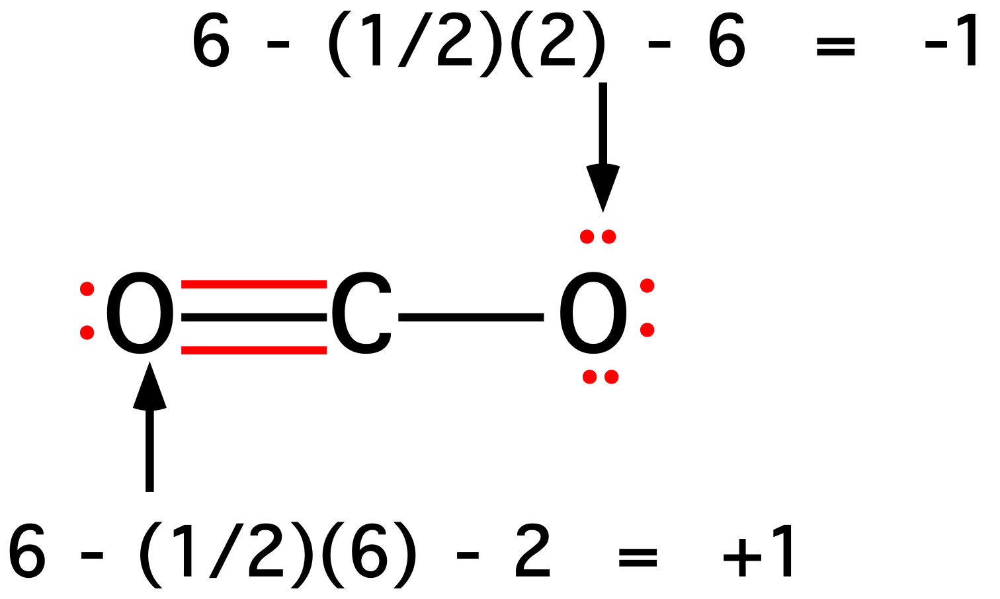 6 - (1/2)(2) - 6 = -1
O C O
6 - (1/2)(6) - 2 = +1